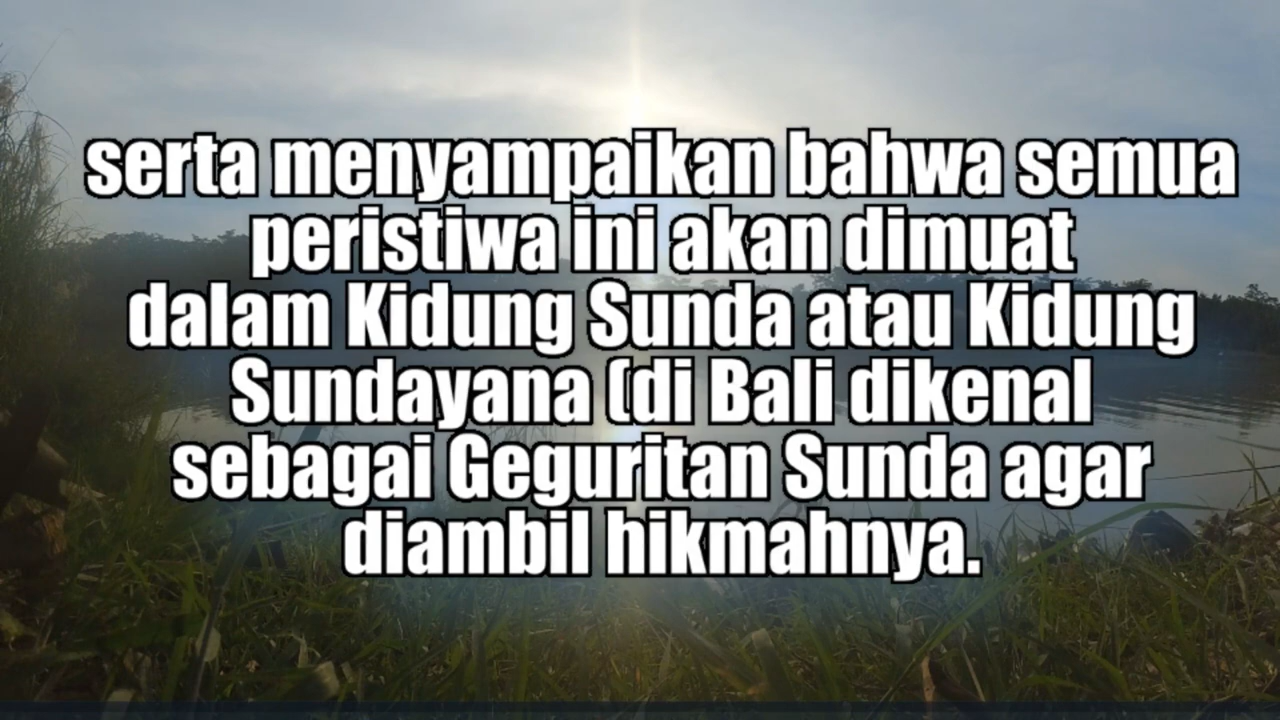 serta menyampaikan bahwa semua
peristiwa ini akan dimuat
dalam Kidung Sunda atau Kidung
Sundayana (di Bali dikenal
sebagai Geguritan Sunda agar
diambil hikmahnya.